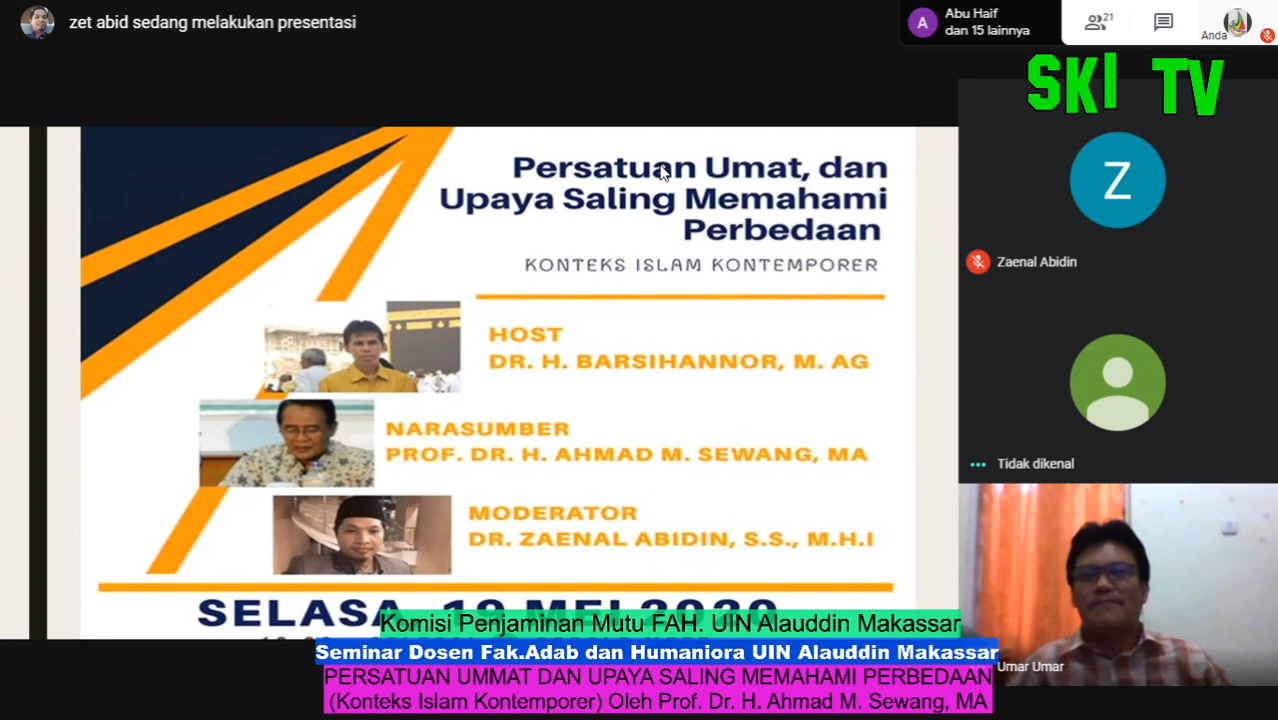 zet abid sedang melakukan presentasi
A
Abu Haif
dan 15 lainnya
21
Anda
SKI TV
Persatuan Umat, dan
Upaya Saling Memahami
Perbedaan
KONTEKS ISLAM KONTEMPORER
HOST
DR. H. BARSIHANNOR, M. AG
NARASUMBER
PROF. DR. H. AHMAD M. SEWANG, MA
MODERATOR
DR. ZAENAL ABIDIN, S.S., M.H.I
SELASA, 19 MEI 2020
Z
Zaenal Abidin
Tidak dikenal
Umar Umar
Komisi Penjaminan Mutu FAH. UIN Alauddin Makassar
Seminar Dosen Fak.Adab dan Humaniora UIN Alauddin Makassar
PERSATUAN UMMAT DAN UPAYA SALING MEMAHAMI PERBEDAAN
(Konteks Islam Kontemporer) Oleh Prof. Dr. H. Ahmad M. Sewang, MA